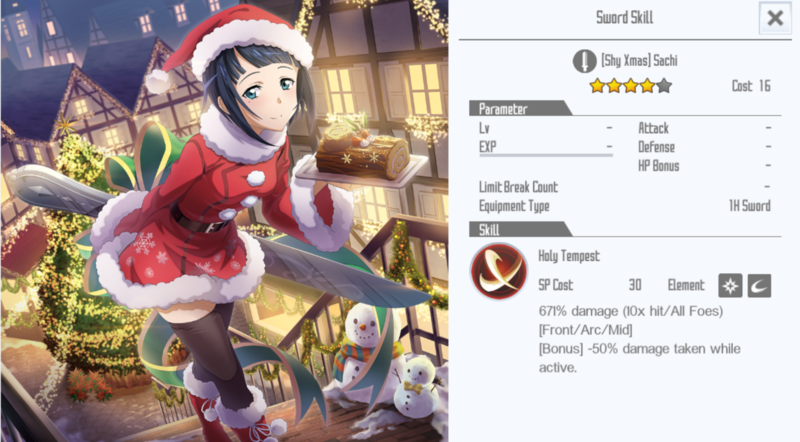 Sword Skill
[Shy Xmas] Sachi
Cost 16
Parameter
Lv -
Attack -
EXP -
Defense -
HP Bonus -
Limit Break Count -
Equipment Type 1H Sword
Skill
Holy Tempest
SP Cost 30 Element
671% damage (10x hit/All Foes)
[Front/Arc/Mid]
[Bonus] -50% damage taken while
active.